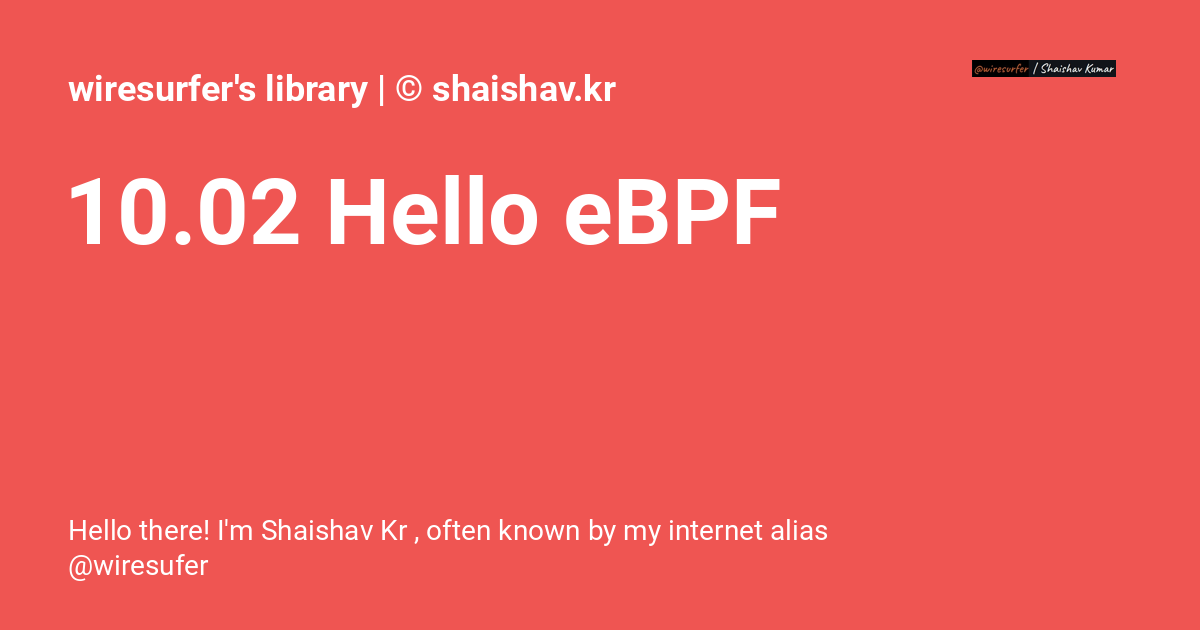 wiresurfer's library | © shaishav.kr
@wiresurfer | Shaishav Kumar
10.02 Hello eBPF
Hello there! I'm Shaishav Kr , often known by my internet alias
@wiresufer